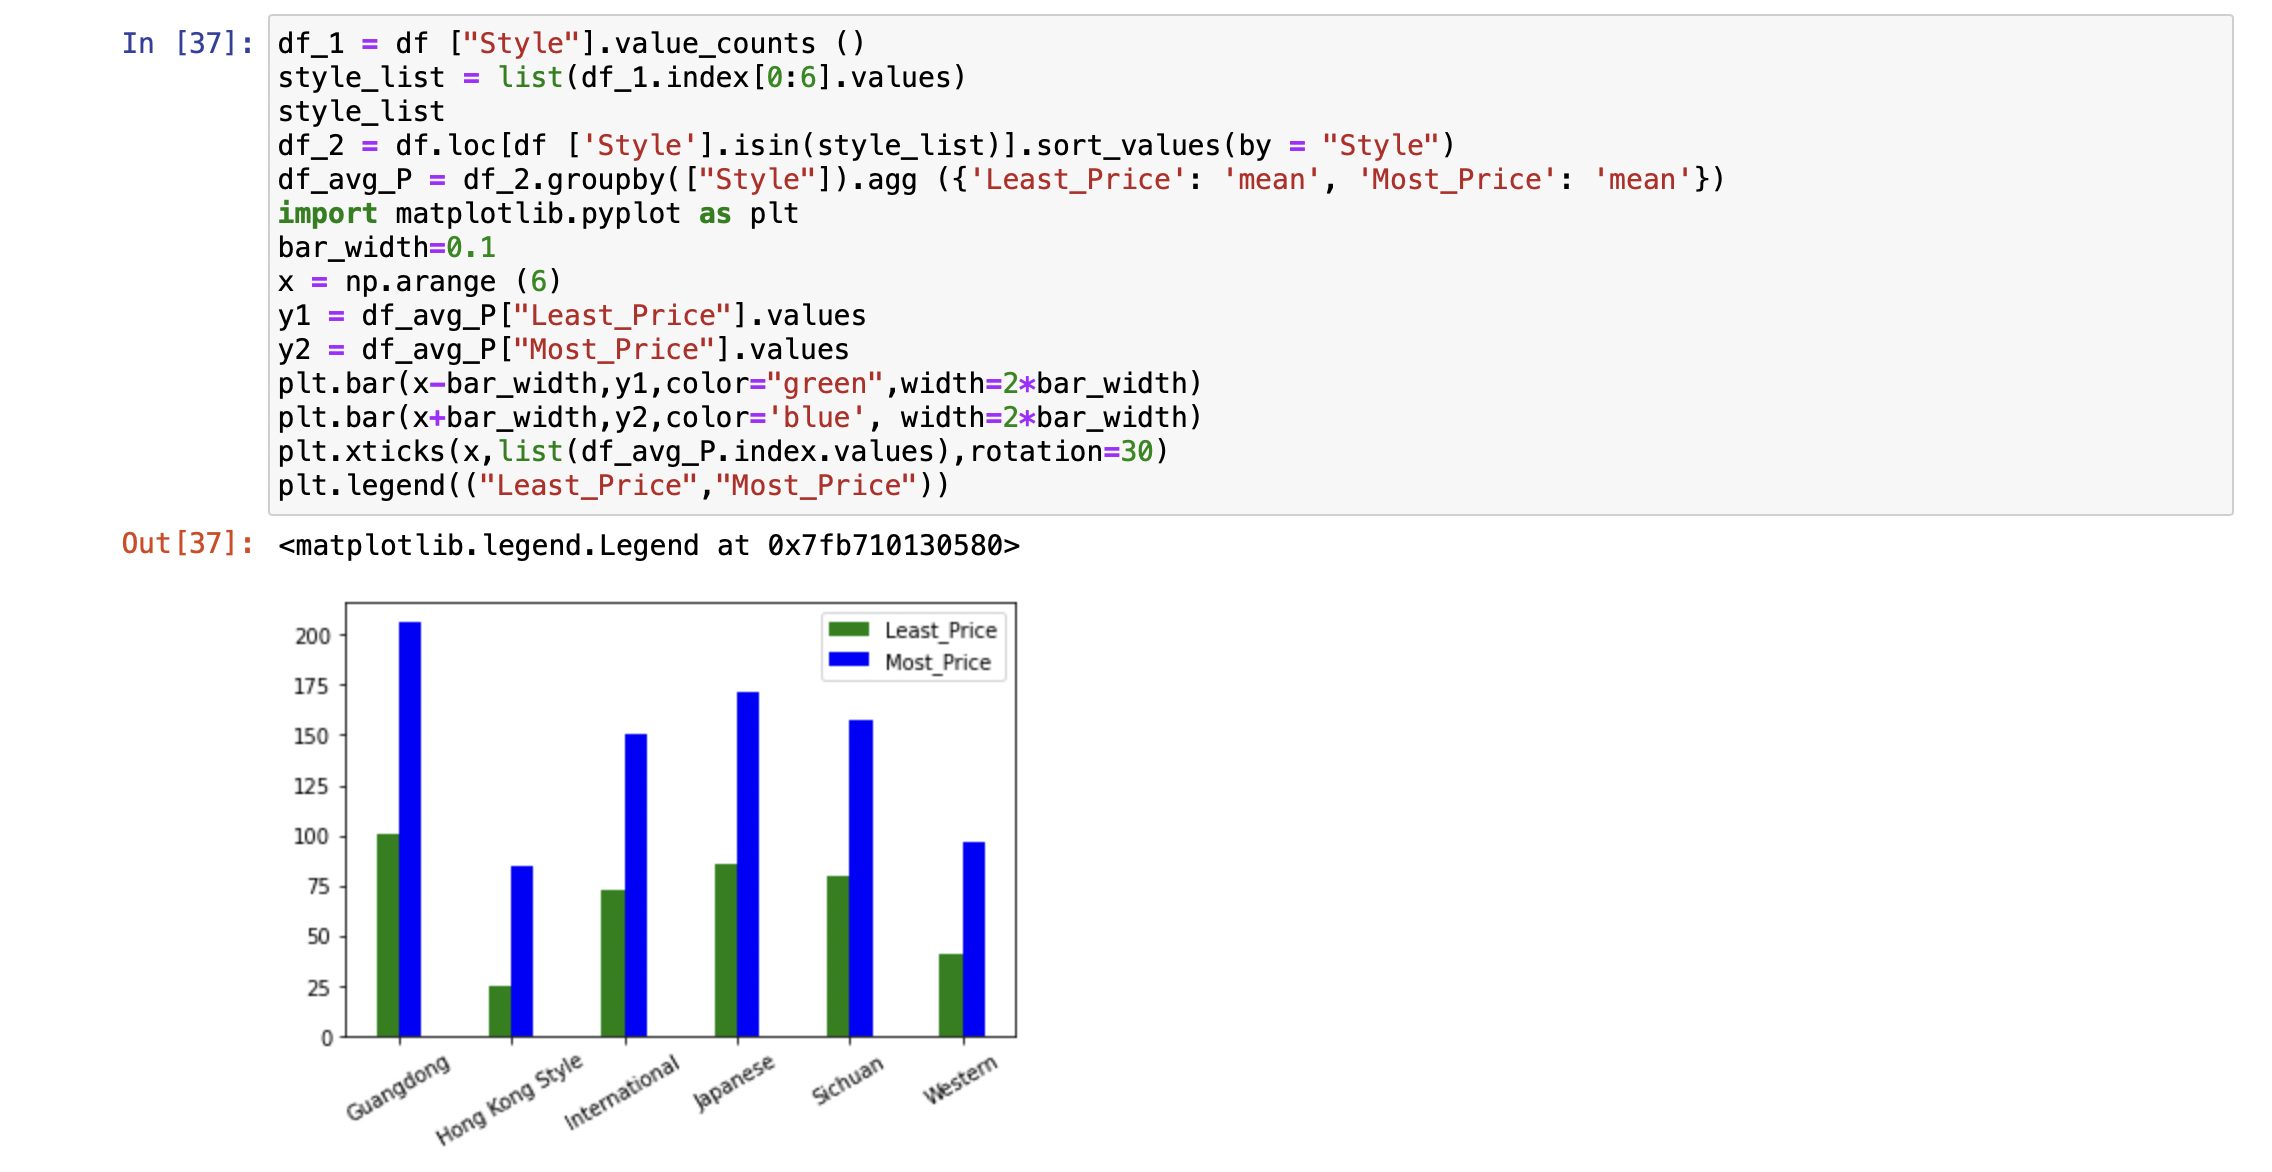 In [37]: df_1 = df ["Style"].value_counts ()
style_list = list(df_1.index[0:6].values)
style_list
df_2 = df.loc[df ['Style'].isin(style_list)].sort_values(by = "Style")
df_avg_P = df_2.groupby(["Style"]).agg ({'Least_Price': 'mean', 'Most_Price': 'mean'})
import matplotlib.pyplot as plt
bar_width=0.1
x = np.arange (6)
y1 = df_avg_P["Least_Price"].values
y2 = df_avg_P["Most_Price"].values
plt.bar(x-bar_width,y1,color="green",width=2*bar_width)
plt.bar(x+bar_width,y2,color='blue', width=2*bar_width)
plt.xticks(x,list(df_avg_P.index.values),rotation=30)
plt.legend(("Least_Price","Most_Price"))
Out[37]: <matplotlib.legend.Legend at 0x7fb710130580>
Least_Price
Most_Price
200
175
150
125
100
75
50
25
0
Guangdong
Hong Kong Style
International
Japanese
Sichuan
Western